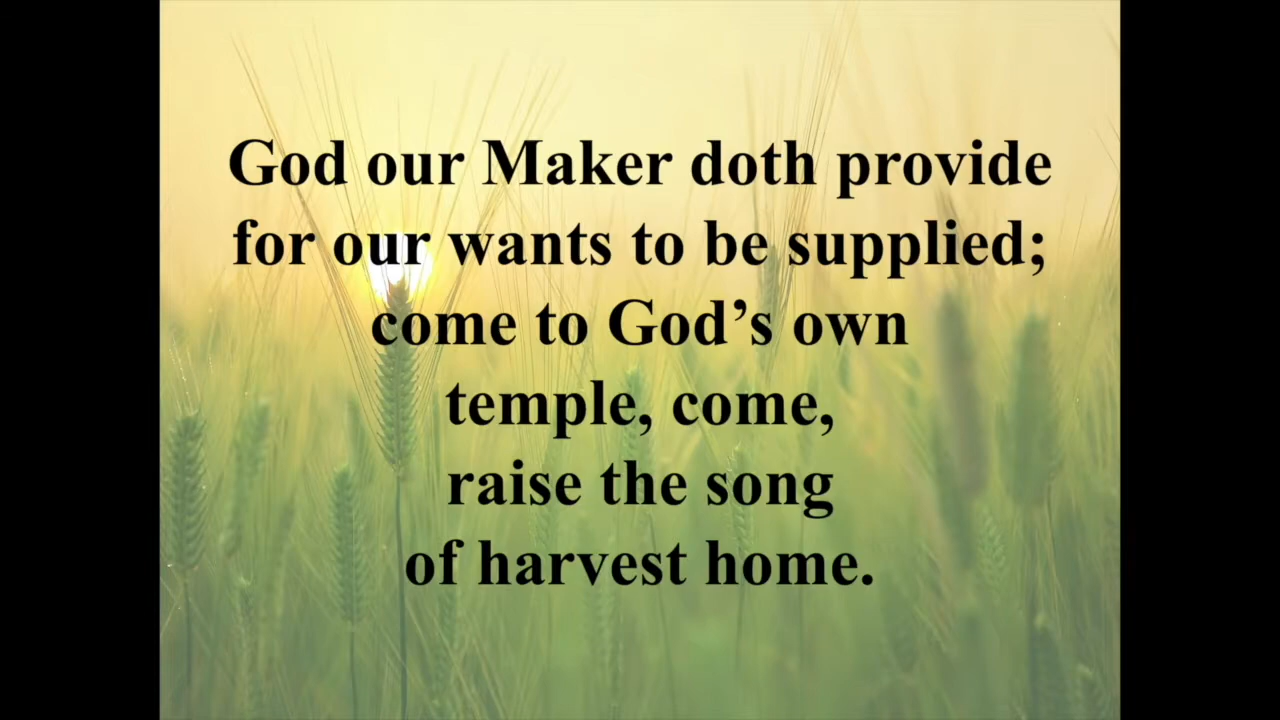 God our Maker doth provide
for our wants to be supplied;
come to God’s own
temple, come,
raise the song
of harvest home.